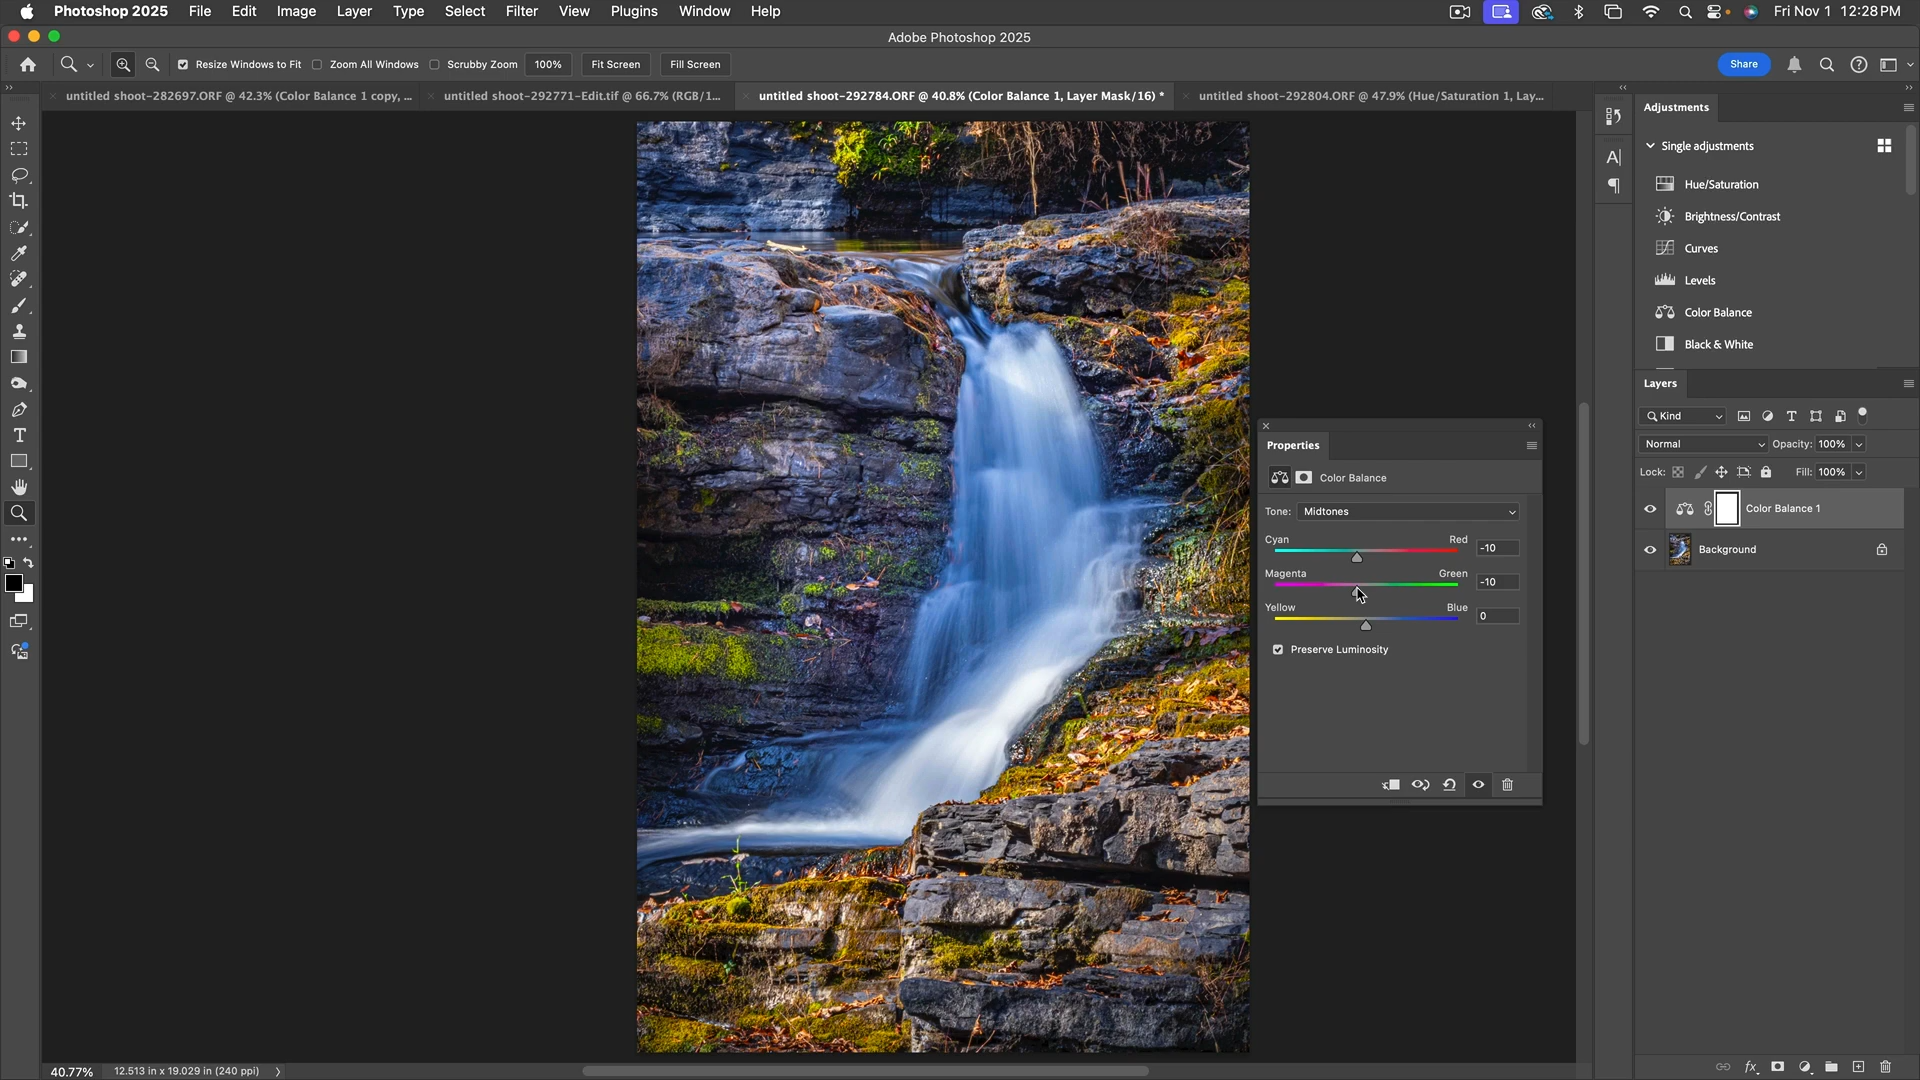 Photoshop 2025 File Edit Image Layer Type Select Filter View Plugins Window Help Fri Nov 1 12:28 PM
Adobe Photoshop 2025
Resize Windows to Fit Zoom All Windows Scrubby Zoom 100% Fit Screen Fill Screen Share
untitled shoot-282697.ORF @ 42.3% (Color Balance 1 copy, ... untitled shoot-292771-Edit.tif @ 66.7% (RGB/1... untitled shoot-292784.ORF @ 40.8% (Color Balance 1, Layer Mask/16) * untitled shoot-292804.ORF @ 47.9% (Hue/Saturation 1, Lay...
Adjustments
Single adjustments
Hue/Saturation
Brightness/Contrast
Curves
Levels
Color Balance
Black & White
Layers
Kind
Normal Opacity: 100%
Lock: Fill: 100%
Color Balance 1
Background
Properties
Color Balance
Tone: Midtones
Cyan Red -10
Magenta Green -10
Yellow Blue 0
Preserve Luminosity
40.77% 12.513 in x 19.029 in (240 ppi)